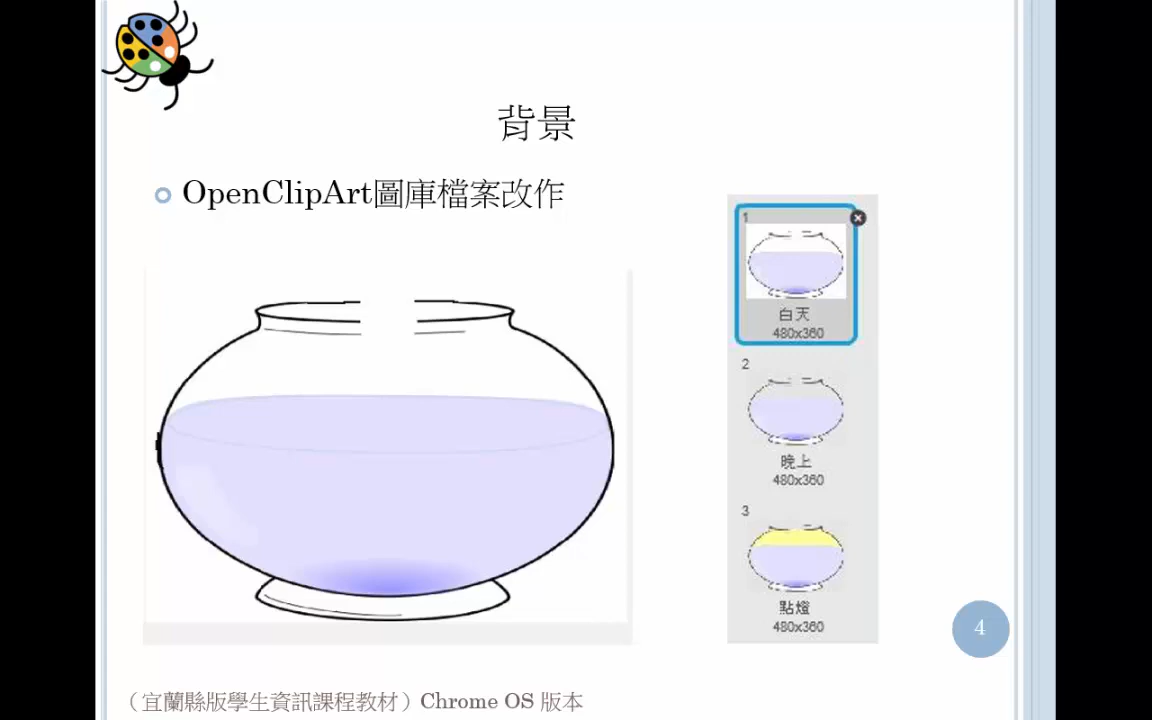 背景
OpenClipArt圖庫檔案改作
1
白天
480x360
2
晚上
480x360
3
點燈
480x360
4
（宜蘭縣版學生資訊課程教材）Chrome OS 版本